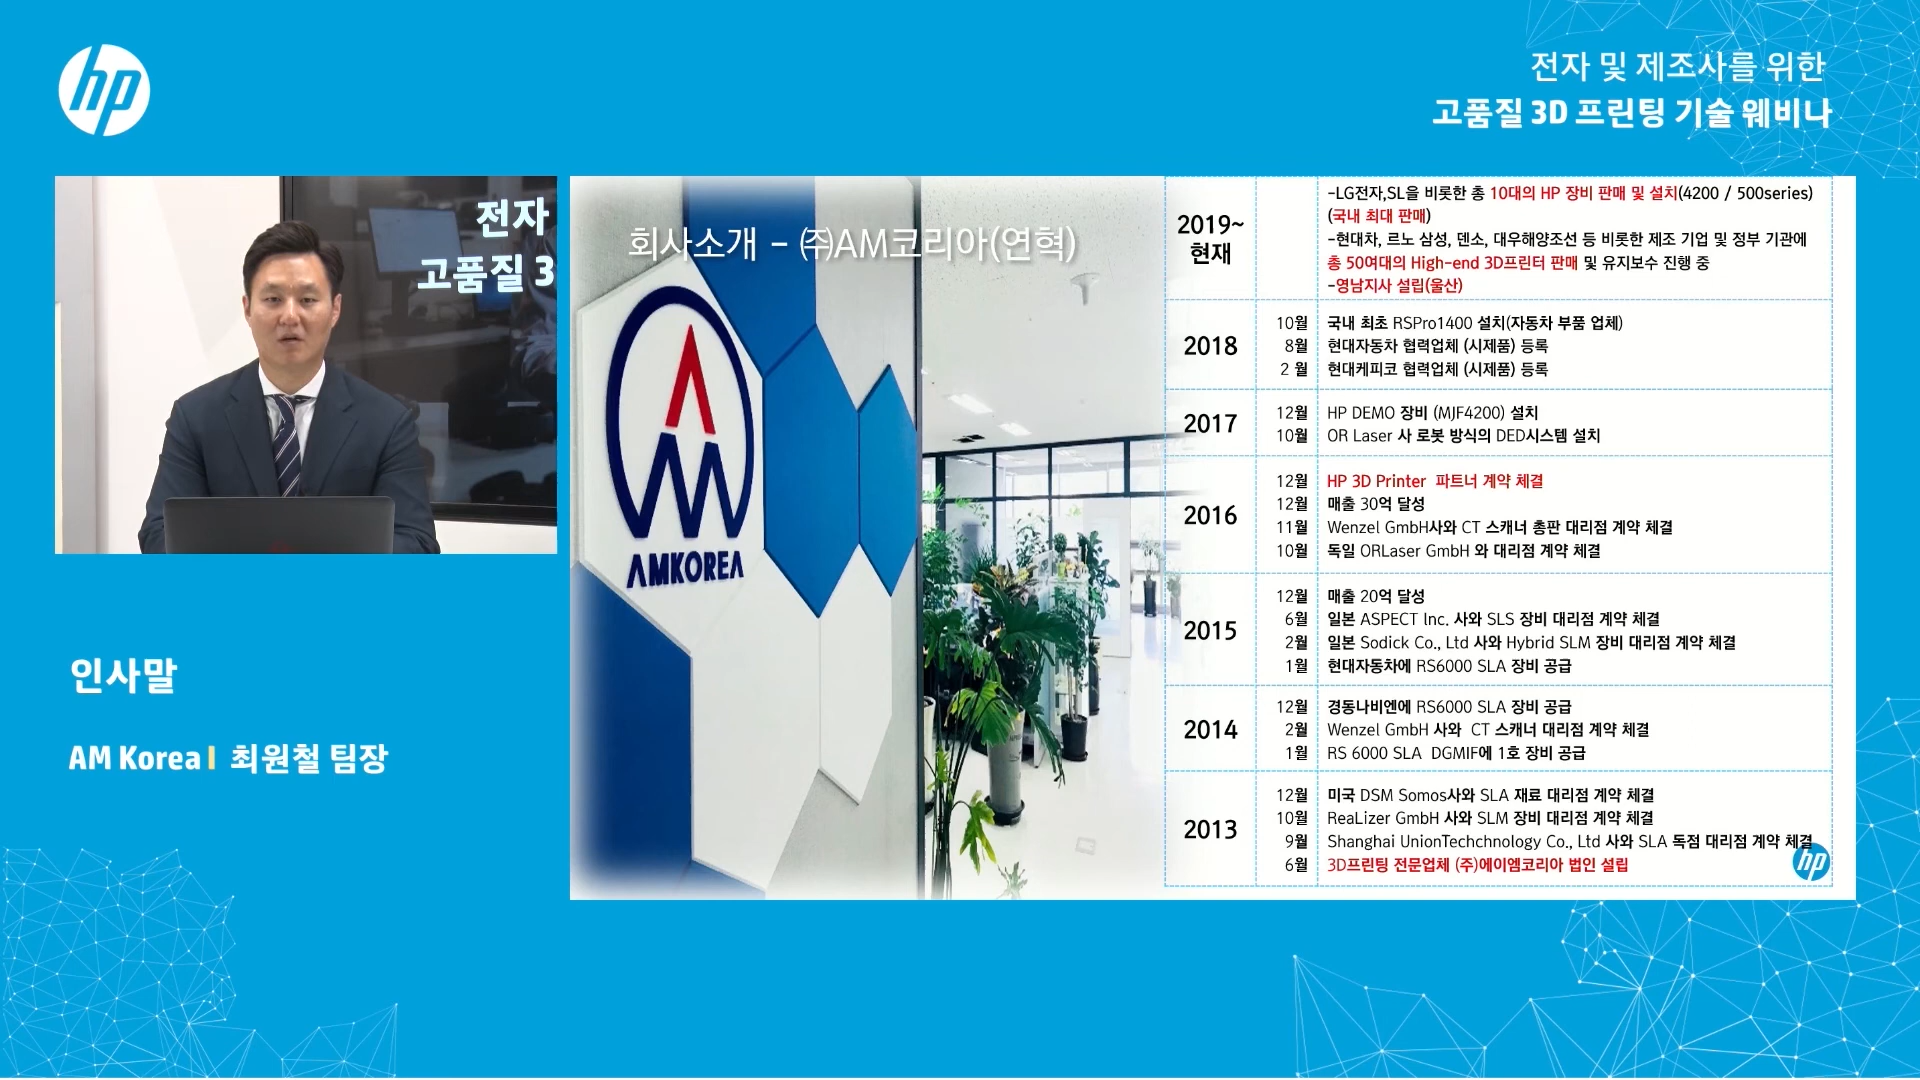 hp
전자 및 제조사를 위한
고품질 3D 프린팅 기술 웨비나
전자
고품질 3
인사말
AM Korea I 최원철 팀장
회사소개 - ㈜AM코리아(연혁)
AMKOREA
2019~
현재
-LG전자,SL을 비롯한 총 10대의 HP 장비 판매 및 설치(4200 / 500series)
(국내 최대 판매)
-현대차, 르노 삼성, 덴소, 대우해양조선 등 비롯한 제조 기업 및 정부 기관에
총 50여대의 High-end 3D프린터 판매 및 유지보수 진행 중
-영남지사 설립(울산)
2018
10월 국내 최초 RSPro1400 설치(자동차 부품 업체)
8월 현대자동차 협력업체 (시제품) 등록
2 월 현대케피코 협력업체 (시제품) 등록
2017
12월 HP DEMO 장비 (MJF4200) 설치
10월 OR Laser 사 로봇 방식의 DED시스템 설치
2016
12월 HP 3D Printer 파트너 계약 체결
12월 매출 30억 달성
11월 Wenzel GmbH사와 CT 스캐너 총판 대리점 계약 체결
10월 독일 ORLaser GmbH 와 대리점 계약 체결
2015
12월 매출 20억 달성
6월 일본 ASPECT Inc. 사와 SLS 장비 대리점 계약 체결
2월 일본 Sodick Co., Ltd 사와 Hybrid SLM 장비 대리점 계약 체결
1월 현대자동차에 RS6000 SLA 장비 공급
2014
12월 경동나비엔에 RS6000 SLA 장비 공급
2월 Wenzel GmbH 사와 CT 스캐너 대리점 계약 체결
1월 RS 6000 SLA DGMIF에 1호 장비 공급
2013
12월 미국 DSM Somos사와 SLA 재료 대리점 계약 체결
10월 ReaLizer GmbH 사와 SLM 장비 대리점 계약 체결
9월 Shanghai UnionTechchnology Co., Ltd 사와 SLA 독점 대리점 계약 체결
6월 3D프린팅 전문업체 (주)에이엠코리아 법인 설립
hp